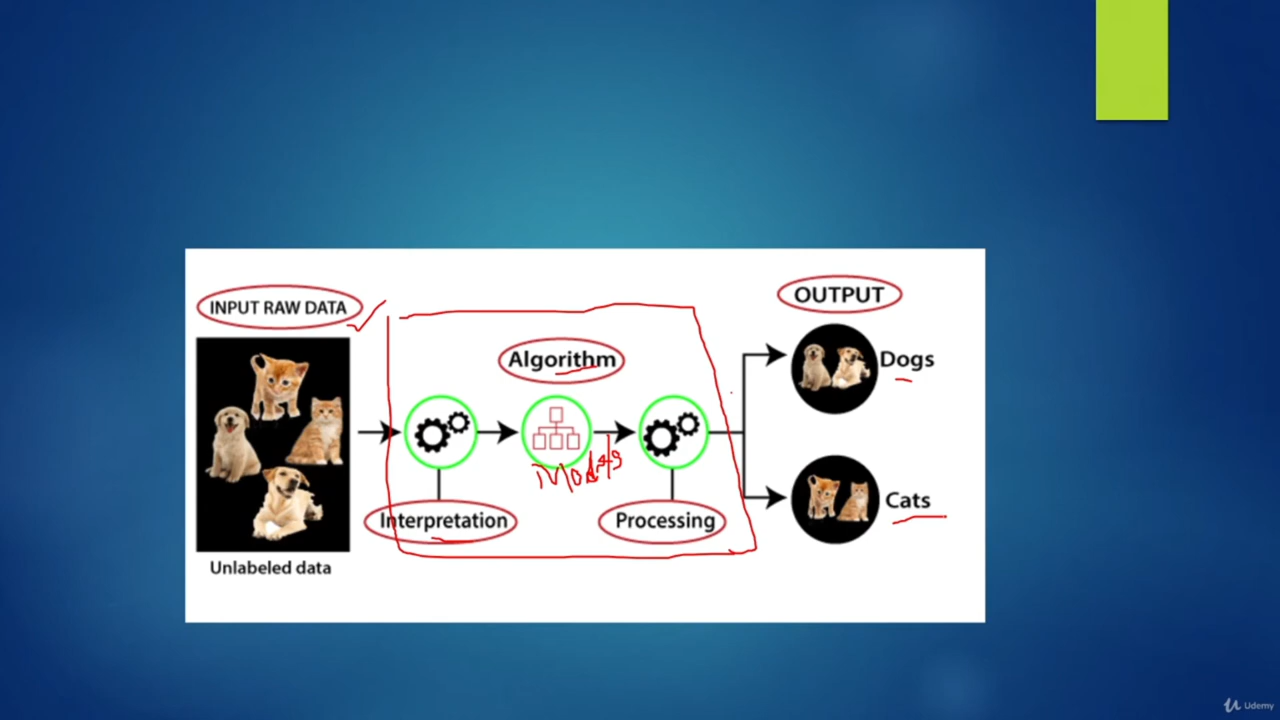 INPUT RAW DATA
Unlabeled data
Algorithm
Models
Interpretation
Processing
OUTPUT
Dogs
Cats
Udemy